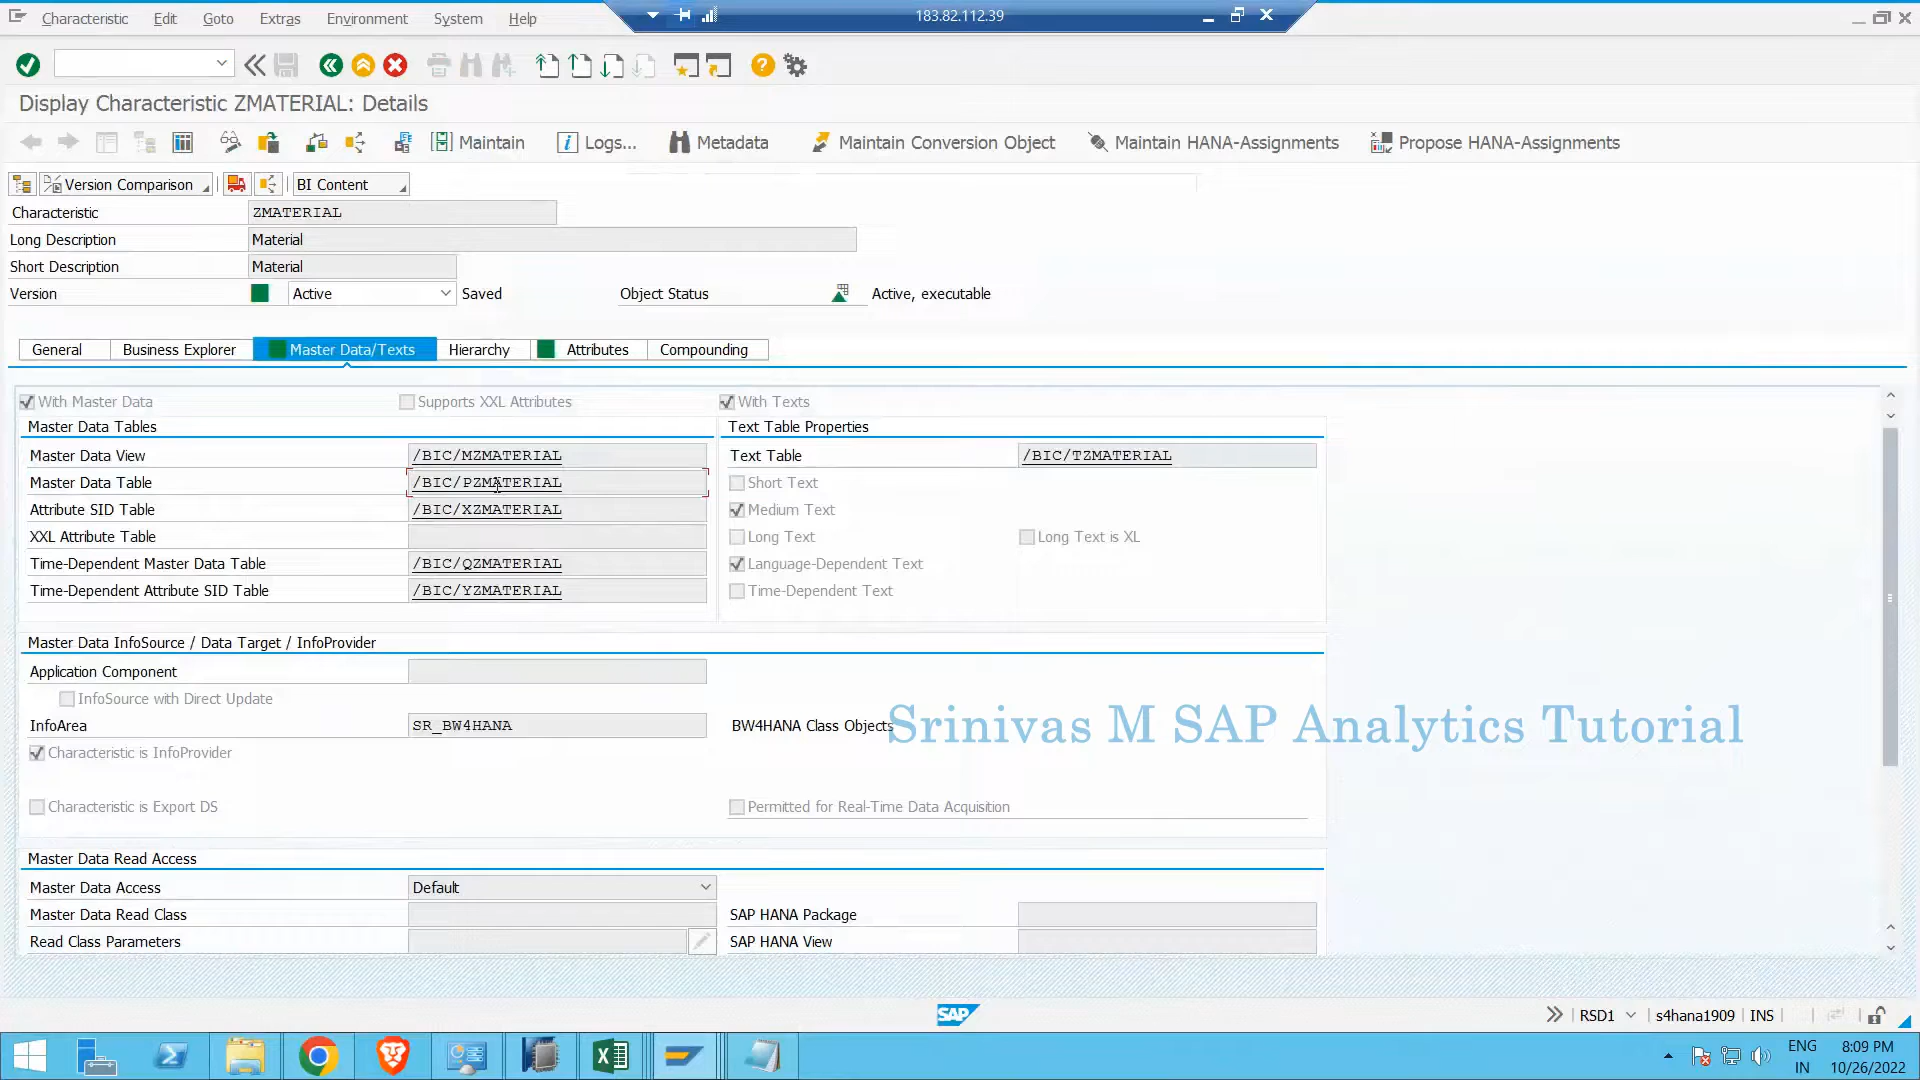 Characteristic Edit Goto Extras Environment System Help
183.82.112.39
Display Characteristic ZMATERIAL: Details
Maintain Logs... Metadata Maintain Conversion Object Maintain HANA-Assignments Propose HANA-Assignments
Version Comparison BI Content
Characteristic ZMATERIAL
Long Description Material
Short Description Material
Version Active Saved Object Status Active, executable
General Business Explorer Master Data/Texts Hierarchy Attributes Compounding
With Master Data Supports XXL Attributes With Texts
Master Data Tables Text Table Properties
Master Data View /BIC/MZMATERIAL Text Table /BIC/TZMATERIAL
Master Data Table /BIC/PZMATERIAL Short Text
Attribute SID Table /BIC/XZMATERIAL Medium Text
XXL Attribute Table Long Text Long Text is XL
Time-Dependent Master Data Table /BIC/QZMATERIAL Language-Dependent Text
Time-Dependent Attribute SID Table /BIC/YZMATERIAL Time-Dependent Text
Master Data InfoSource / Data Target / InfoProvider
Application Component
InfoSource with Direct Update
InfoArea SR_BW4HANA BW4HANA Class Objects
Srinivas M SAP Analytics Tutorial
Characteristic is InfoProvider
Characteristic is Export DS Permitted for Real-Time Data Acquisition
Master Data Read Access
Master Data Access Default
Master Data Read Class SAP HANA Package
Read Class Parameters SAP HANA View
SAP RSD1 s4hana1909 INS
ENG 8:09 PM
IN 10/26/2022